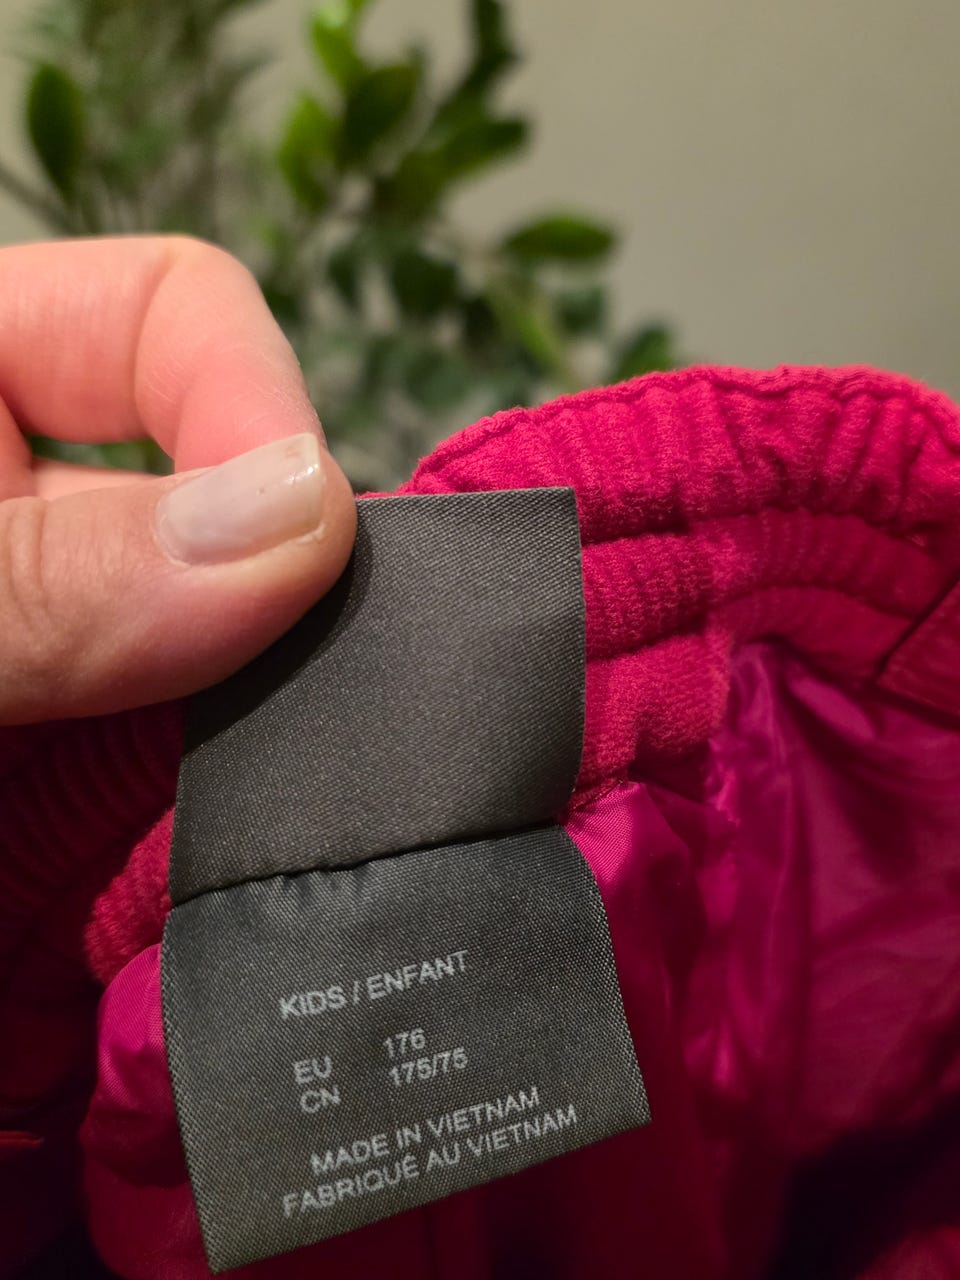 KIDS / ENFANT
EU 176
CN 175/75
MADE IN VIETNAM
FABRIQUÉ AU VIETNAM